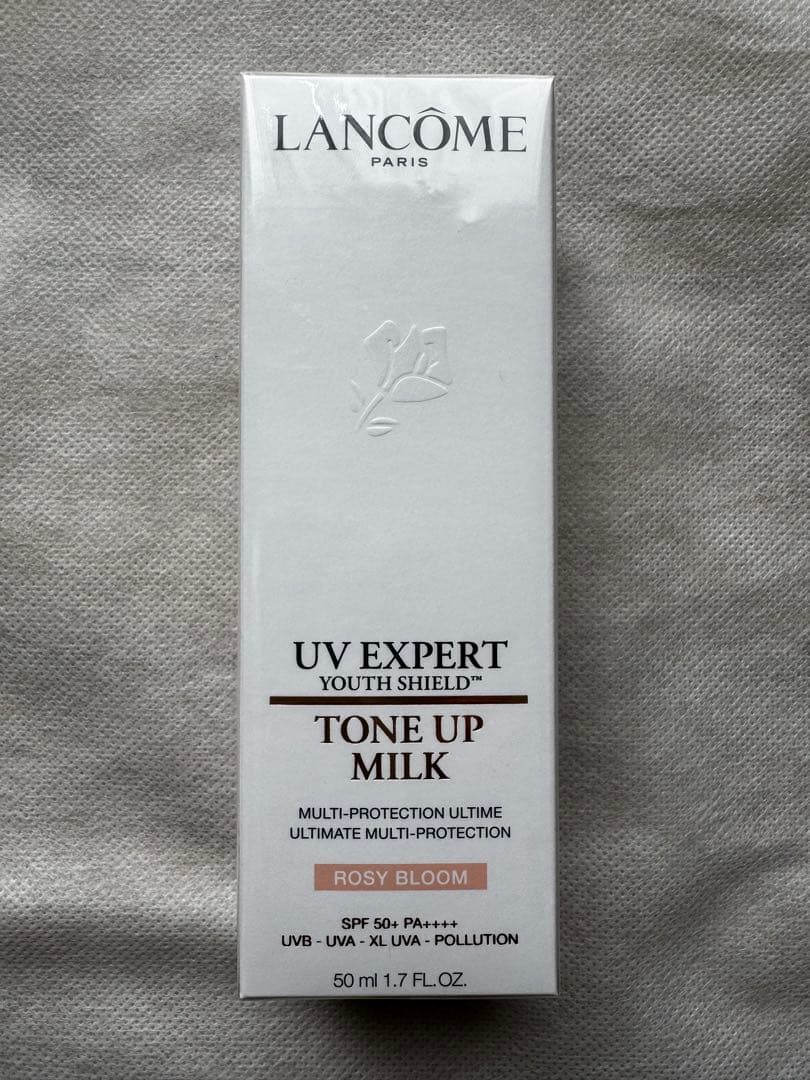 LANCÔME
PARIS
UV EXPERT
YOUTH SHIELD™
TONE UP
MILK
MULTI-PROTECTION ULTIME
ULTIMATE MULTI-PROTECTION
ROSY BLOOM
SPF 50+ PA++++
UVB - UVA - XL UVA - POLLUTION
50 ml 1.7 FL.OZ.